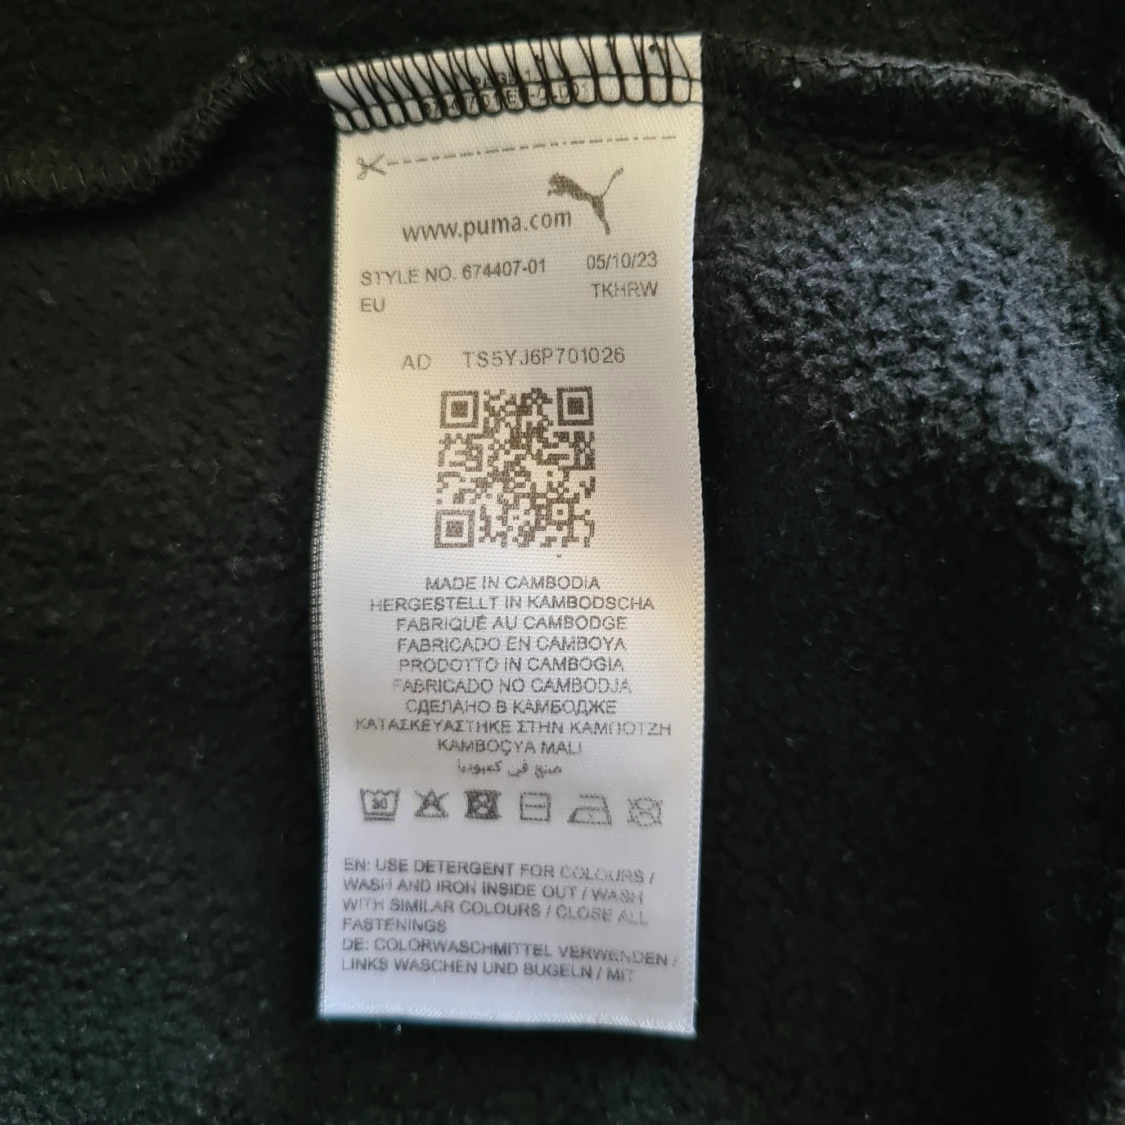 www.puma.com
STYLE NO. 674407-01 05/10/23
EU TKHRW
AD TS5YJ6P701026
MADE IN CAMBODIA
HERGESTELLT IN KAMBODSCHA
FABRIQUÉ AU CAMBODGE
FABRICADO EN CAMBOYA
PRODOTTO IN CAMBOGIA
FABRICADO NO CAMBODJA
СДЕЛАНО В КАМБОДЖЕ
ΚΑΤΑΣΚΕΥΑΣΤΗΚΕ ΣΤΗΝ ΚΑΜΠΟΤΖΗ
KAMBOÇYA MALI
صنع في كمبوديا
30
EN: USE DETERGENT FOR COLOURS /
WASH AND IRON INSIDE OUT / WASH
WITH SIMILAR COLOURS / CLOSE ALL
FASTENINGS
DE: COLORWASCHMITTEL VERWENDEN /
LINKS WASCHEN UND BÜGELN / MIT